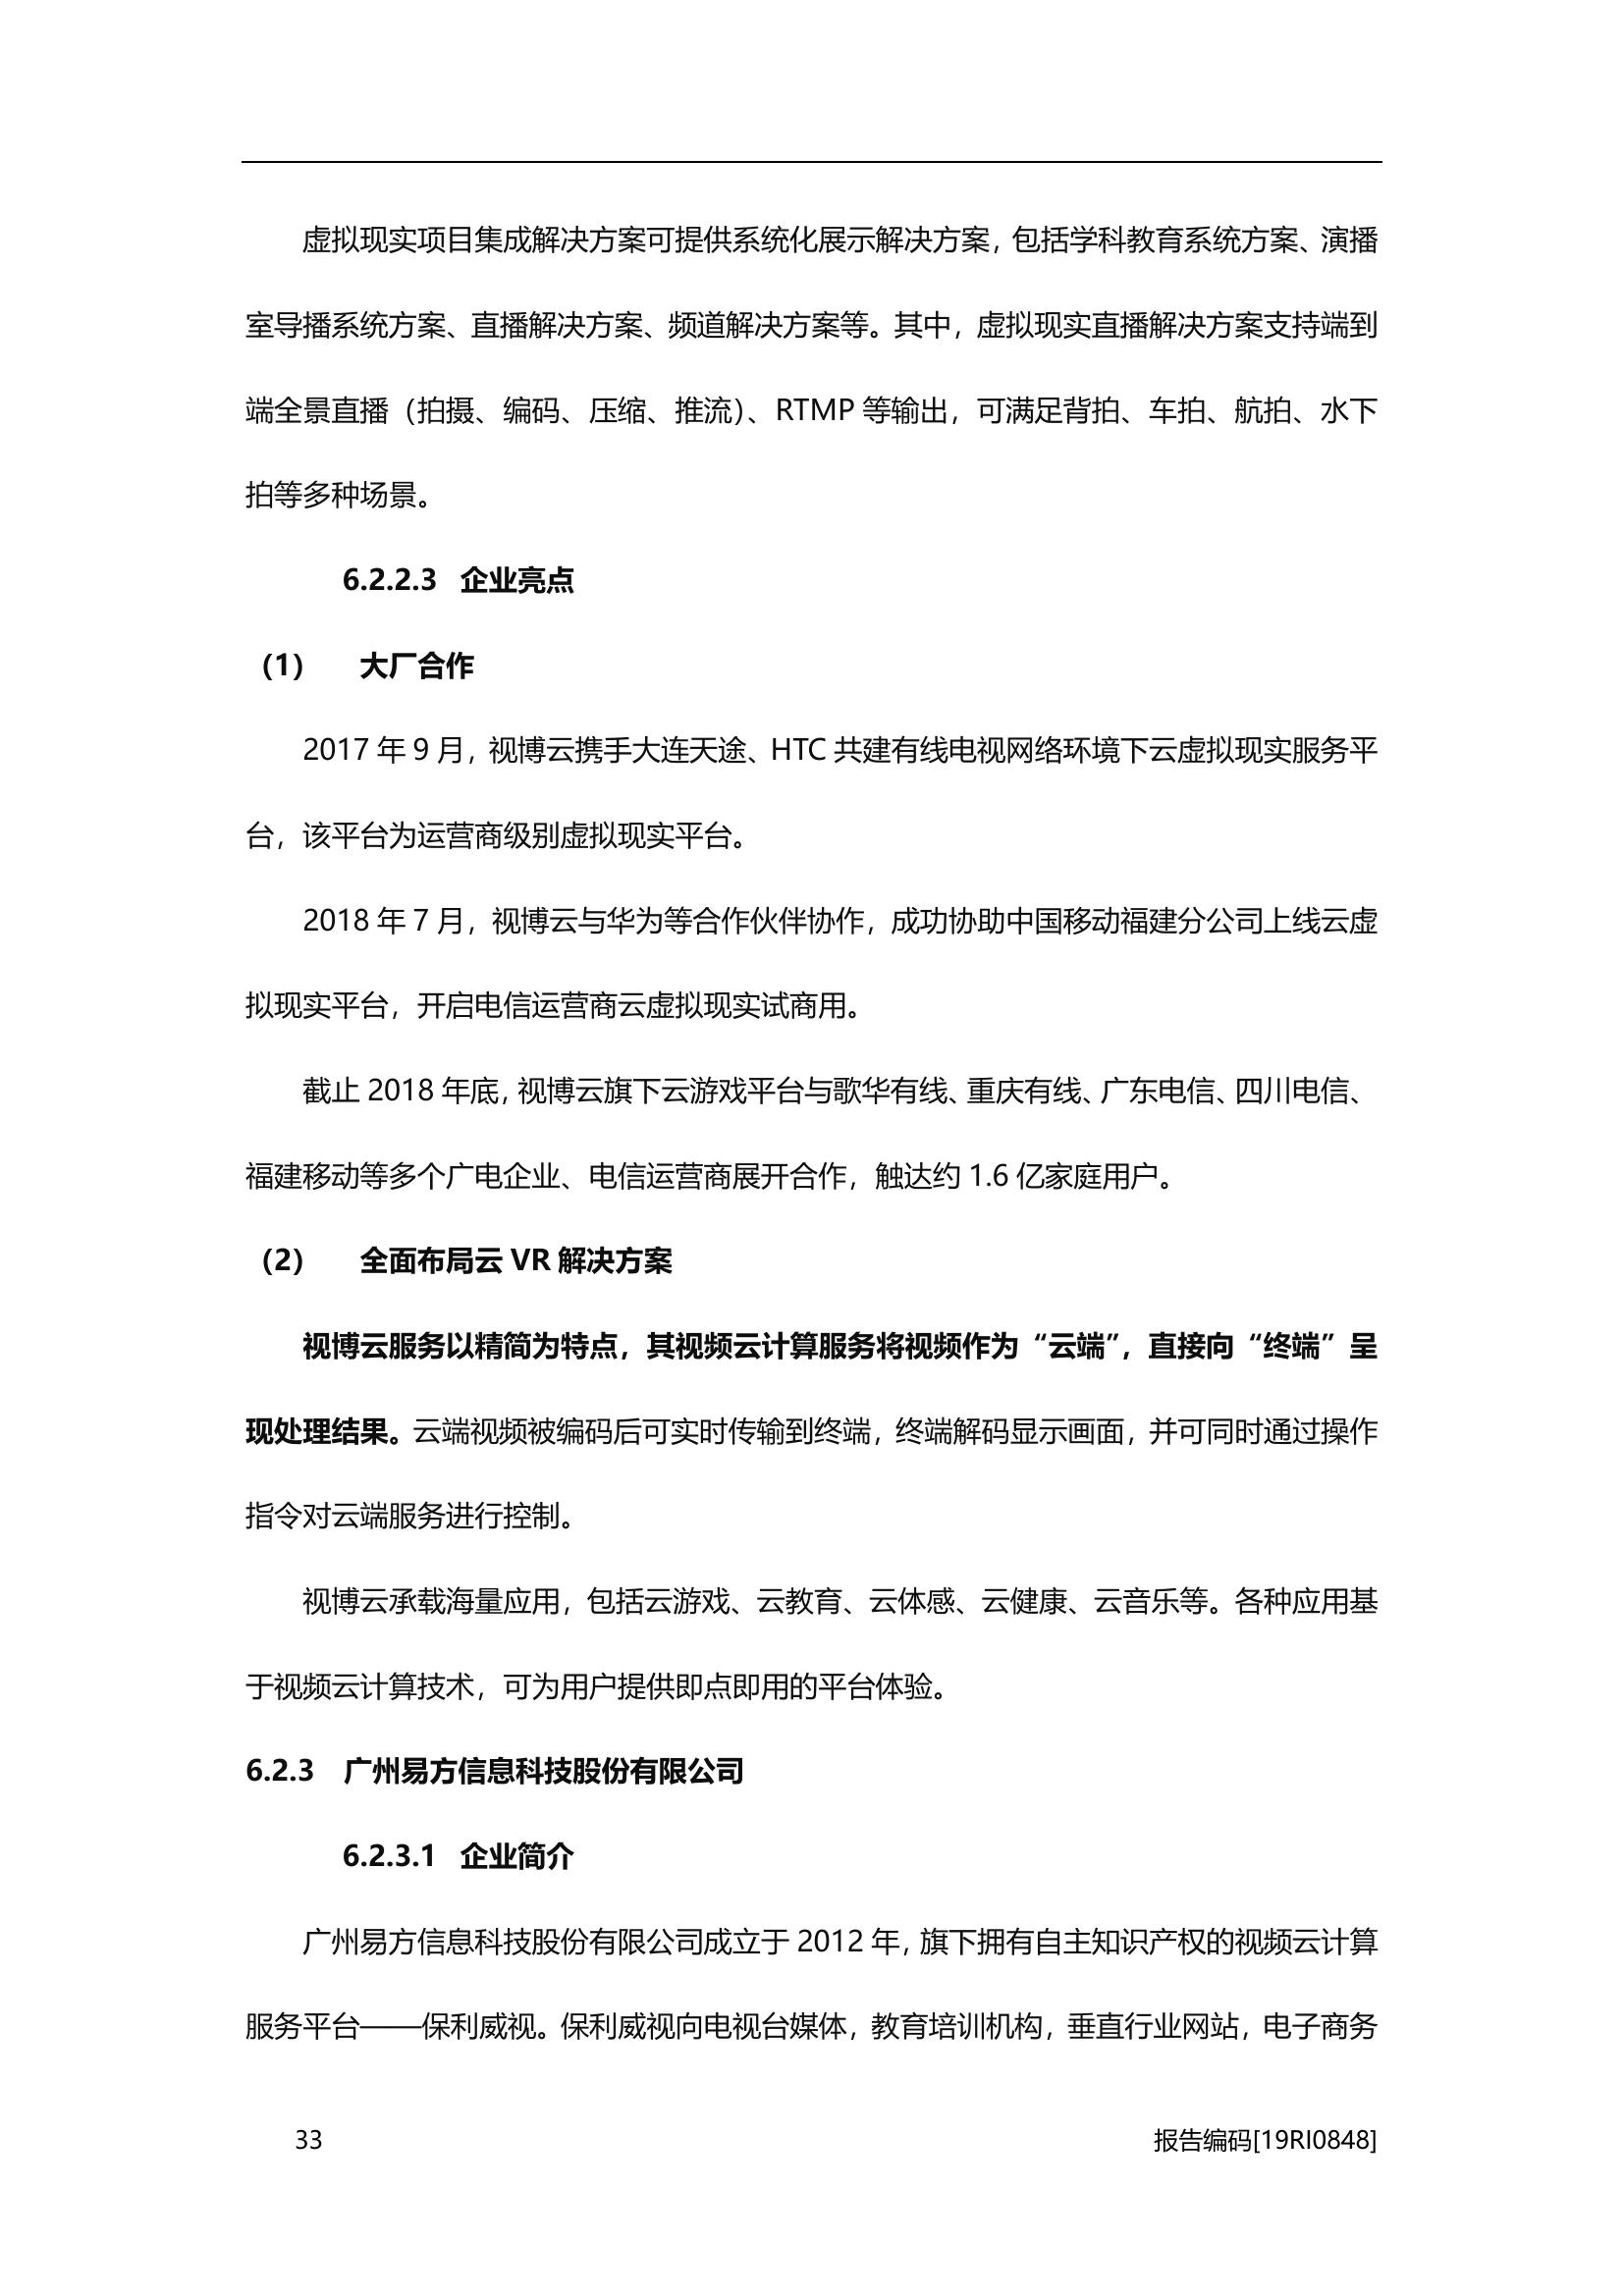 虚拟现实项目集成解决方案可提供系统化展示解决方案，包括学科教育系统方案、演播
室导播系统方案、直播解决方案、频道解决方案等。其中，虚拟现实直播解决方案支持端到
端全景直播（拍摄、编码、压缩、推流）、RTMP 等输出，可满足背拍、车拍、航拍、水下
拍等多种场景。
6.2.2.3 企业亮点
（1） 大厂合作
2017 年 9 月，视博云携手大连天途、HTC 共建有线电视网络环境下云虚拟现实服务平
台，该平台为运营商级别虚拟现实平台。
2018 年 7 月，视博云与华为等合作伙伴协作，成功协助中国移动福建分公司上线云虚
拟现实平台，开启电信运营商云虚拟现实试商用。
截止 2018 年底，视博云旗下云游戏平台与歌华有线、重庆有线、广东电信、四川电信、
福建移动等多个广电企业、电信运营商展开合作，触达约 1.6 亿家庭用户。
（2） 全面布局云 VR 解决方案
视博云服务以精简为特点，其视频云计算服务将视频作为“云端”，直接向“终端”呈
现处理结果。云端视频被编码后可实时传输到终端，终端解码显示画面，并可同时通过操作
指令对云端服务进行控制。
视博云承载海量应用，包括云游戏、云教育、云体感、云健康、云音乐等。各种应用基
于视频云计算技术，可为用户提供即点即用的平台体验。
6.2.3 广州易方信息科技股份有限公司
6.2.3.1 企业简介
广州易方信息科技股份有限公司成立于 2012 年，旗下拥有自主知识产权的视频云计算
服务平台——保利威视。保利威视向电视台媒体，教育培训机构，垂直行业网站，电子商务
33 报告编码[19RI0848]